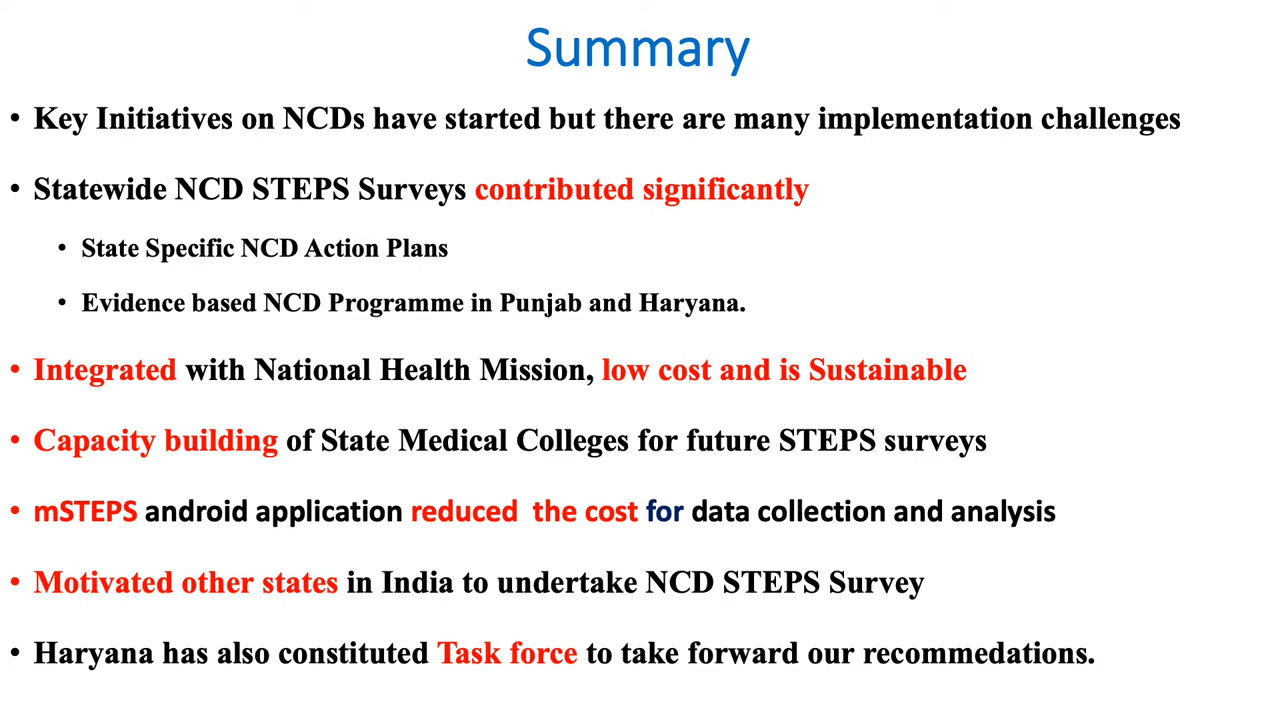 Summary
• Key Initiatives on NCDs have started but there are many implementation challenges
• Statewide NCD STEPS Surveys contributed significantly
• State Specific NCD Action Plans
• Evidence based NCD Programme in Punjab and Haryana.
• Integrated with National Health Mission, low cost and is Sustainable
• Capacity building of State Medical Colleges for future STEPS surveys
• mSTEPS android application reduced  the cost for data collection and analysis
• Motivated other states in India to undertake NCD STEPS Survey
• Haryana has also constituted Task force to take forward our recommedations.